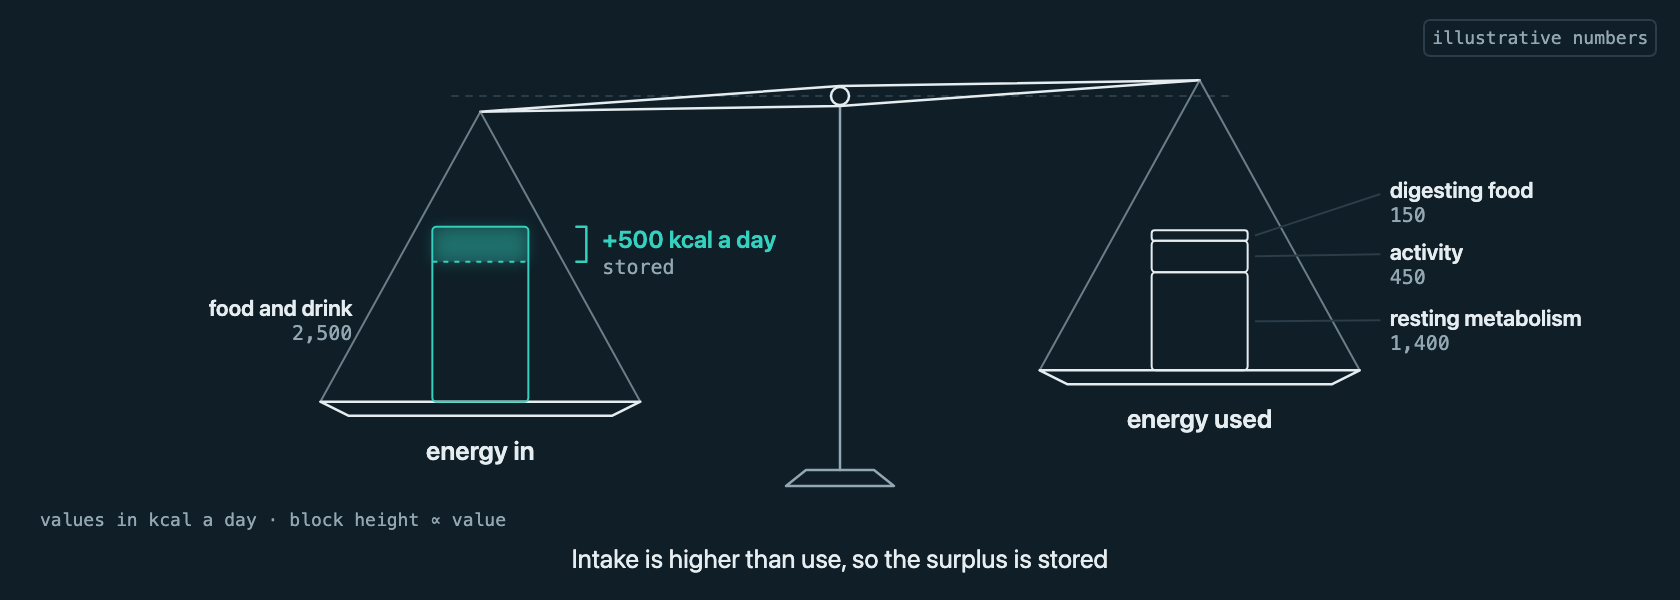 illustrative numbers
+500 kcal a day
stored
food and drink
2,500
energy in
digesting food
150
activity
450
resting metabolism
1,400
energy used
values in kcal a day · block height ∝ value
Intake is higher than use, so the surplus is stored